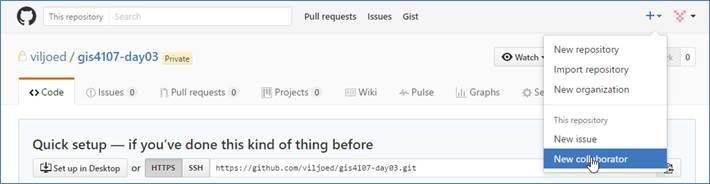 This repository Search Pull requests Issues Gist
viljoed / gis4107-day03 Private
Watch
0
Code Issues 0 Pull requests 0 Projects 0 Wiki Pulse Graphs
New repository
Import repository
New organization
This repository
New issue
New collaborator
Quick setup — if you’ve done this kind of thing before
Set up in Desktop or HTTPS SSH https://github.com/viljoed/gis4107-day03.git